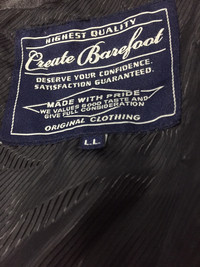 HIGHEST QUALITY
Create Barefoot
DESERVE YOUR CONFIDENCE.
SATISFACTION GUARANTEED.
MADE WITH PRIDE
WE VALUES GOOD TASTE AND
GIVE FULL CONSIDERATION
ORIGINAL CLOTHING
LL